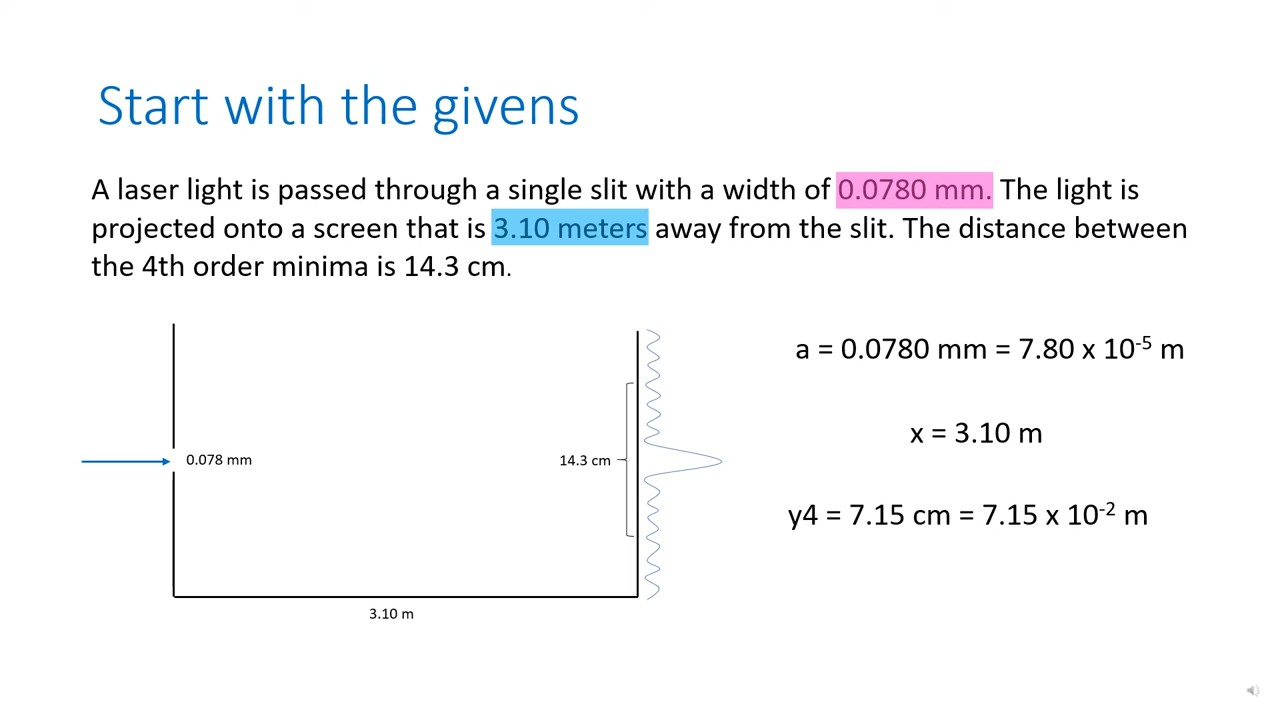 Start with the givens
A laser light is passed through a single slit with a width of 0.0780 mm. The light is
projected onto a screen that is 3.10 meters away from the slit. The distance between
the 4th order minima is 14.3 cm.
a = 0.0780 mm = 7.80 x 10⁻⁵ m
x = 3.10 m
0.078 mm
14.3 cm
y4 = 7.15 cm = 7.15 x 10⁻² m
3.10 m